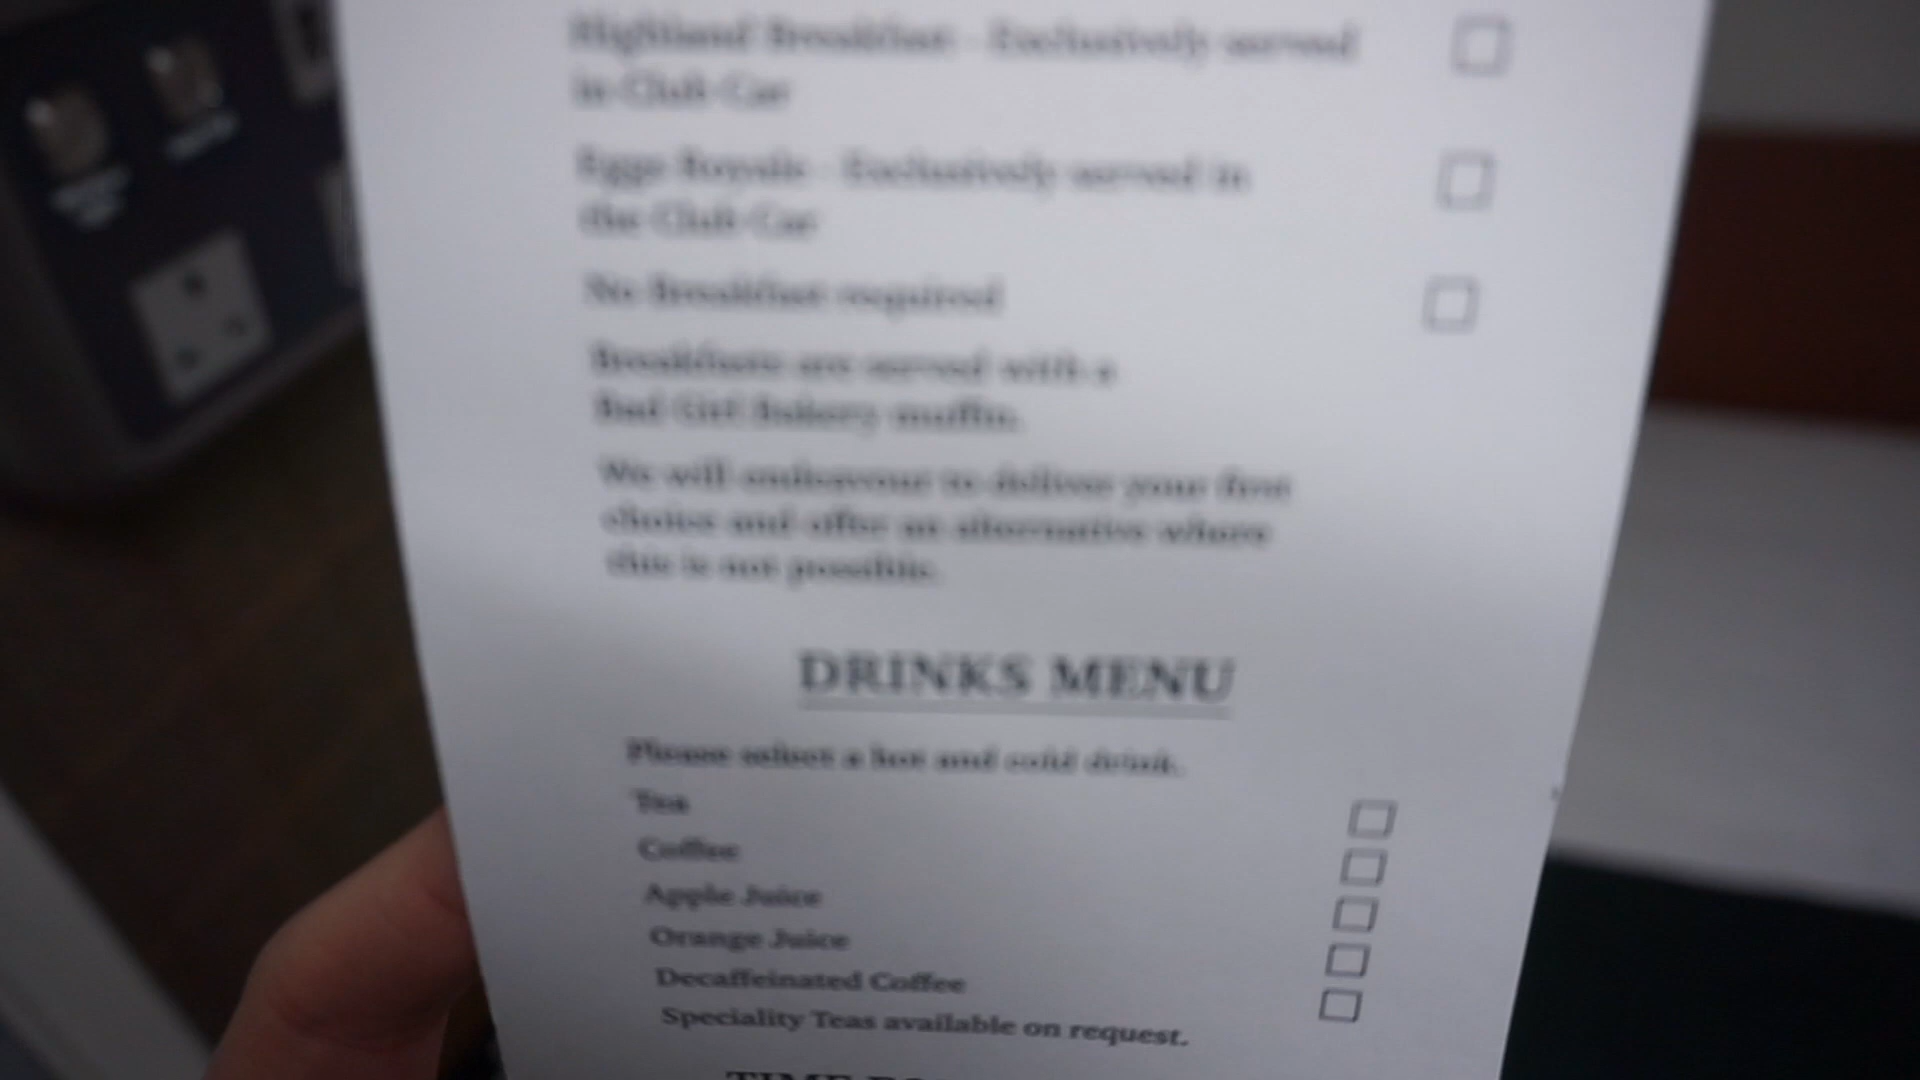 Highland Breakfast - Exclusively served
in Club Car
Eggs Royale - Exclusively served in
the Club Car
No Breakfast required
Breakfasts are served with a
Bad Girl Bakery muffin.
We will endeavour to deliver your first
choice and offer an alternative where
this is not possible.
DRINKS MENU
Please select a hot and cold drink.
Tea
Coffee
Apple Juice
Orange Juice
Decaffeinated Coffee
Speciality Teas available on request.
TIME